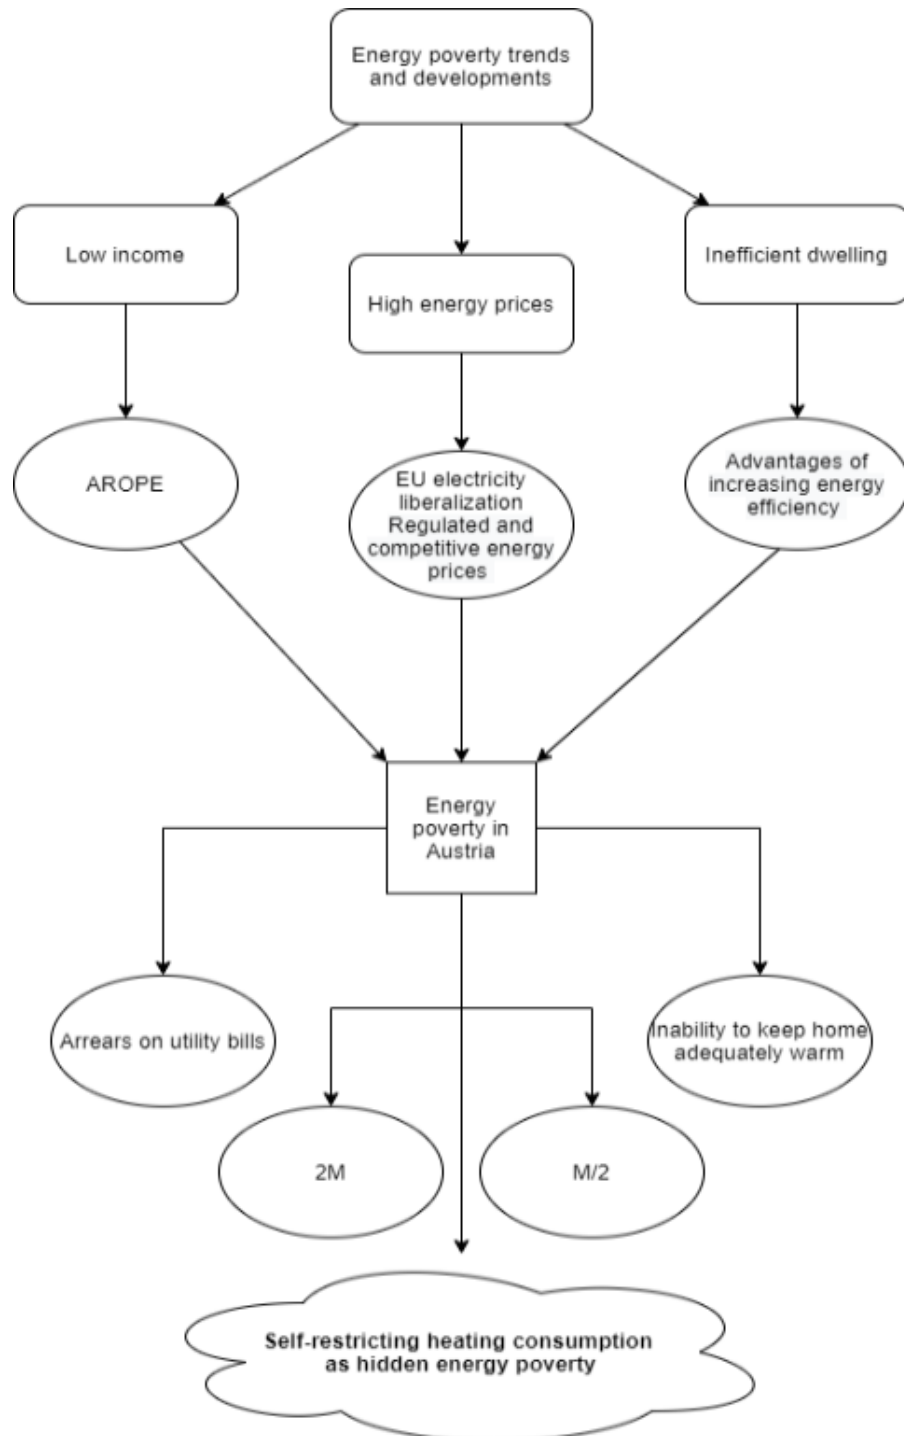 Energy poverty trends
and developments
Low income
High energy prices
Inefficient dwelling
AROPE
EU electricity
liberalization
Regulated and
competitive energy
prices
Advantages of
increasing energy
efficiency
Energy
poverty in
Austria
Arrears on utility bills
2M
M/2
Inability to keep home
adequately warm
Self-restricting heating consumption
as hidden energy poverty